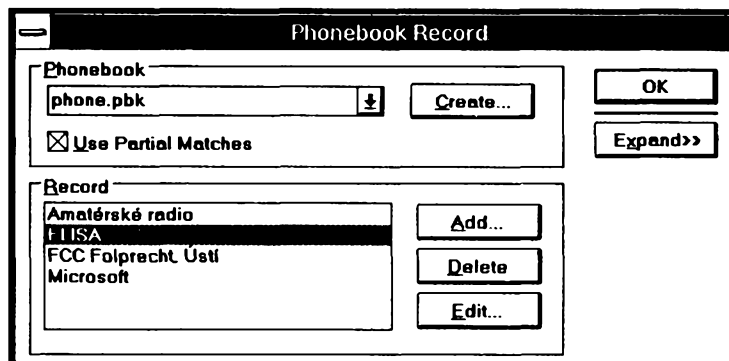 Phonebook Record
Phonebook
phone.pbk
Create...
OK
Use Partial Matches
Expand>>
Record
Amatérské radio
ELISA
FCC Folprecht, Ústí
Microsoft
Add...
Delete
Edit...